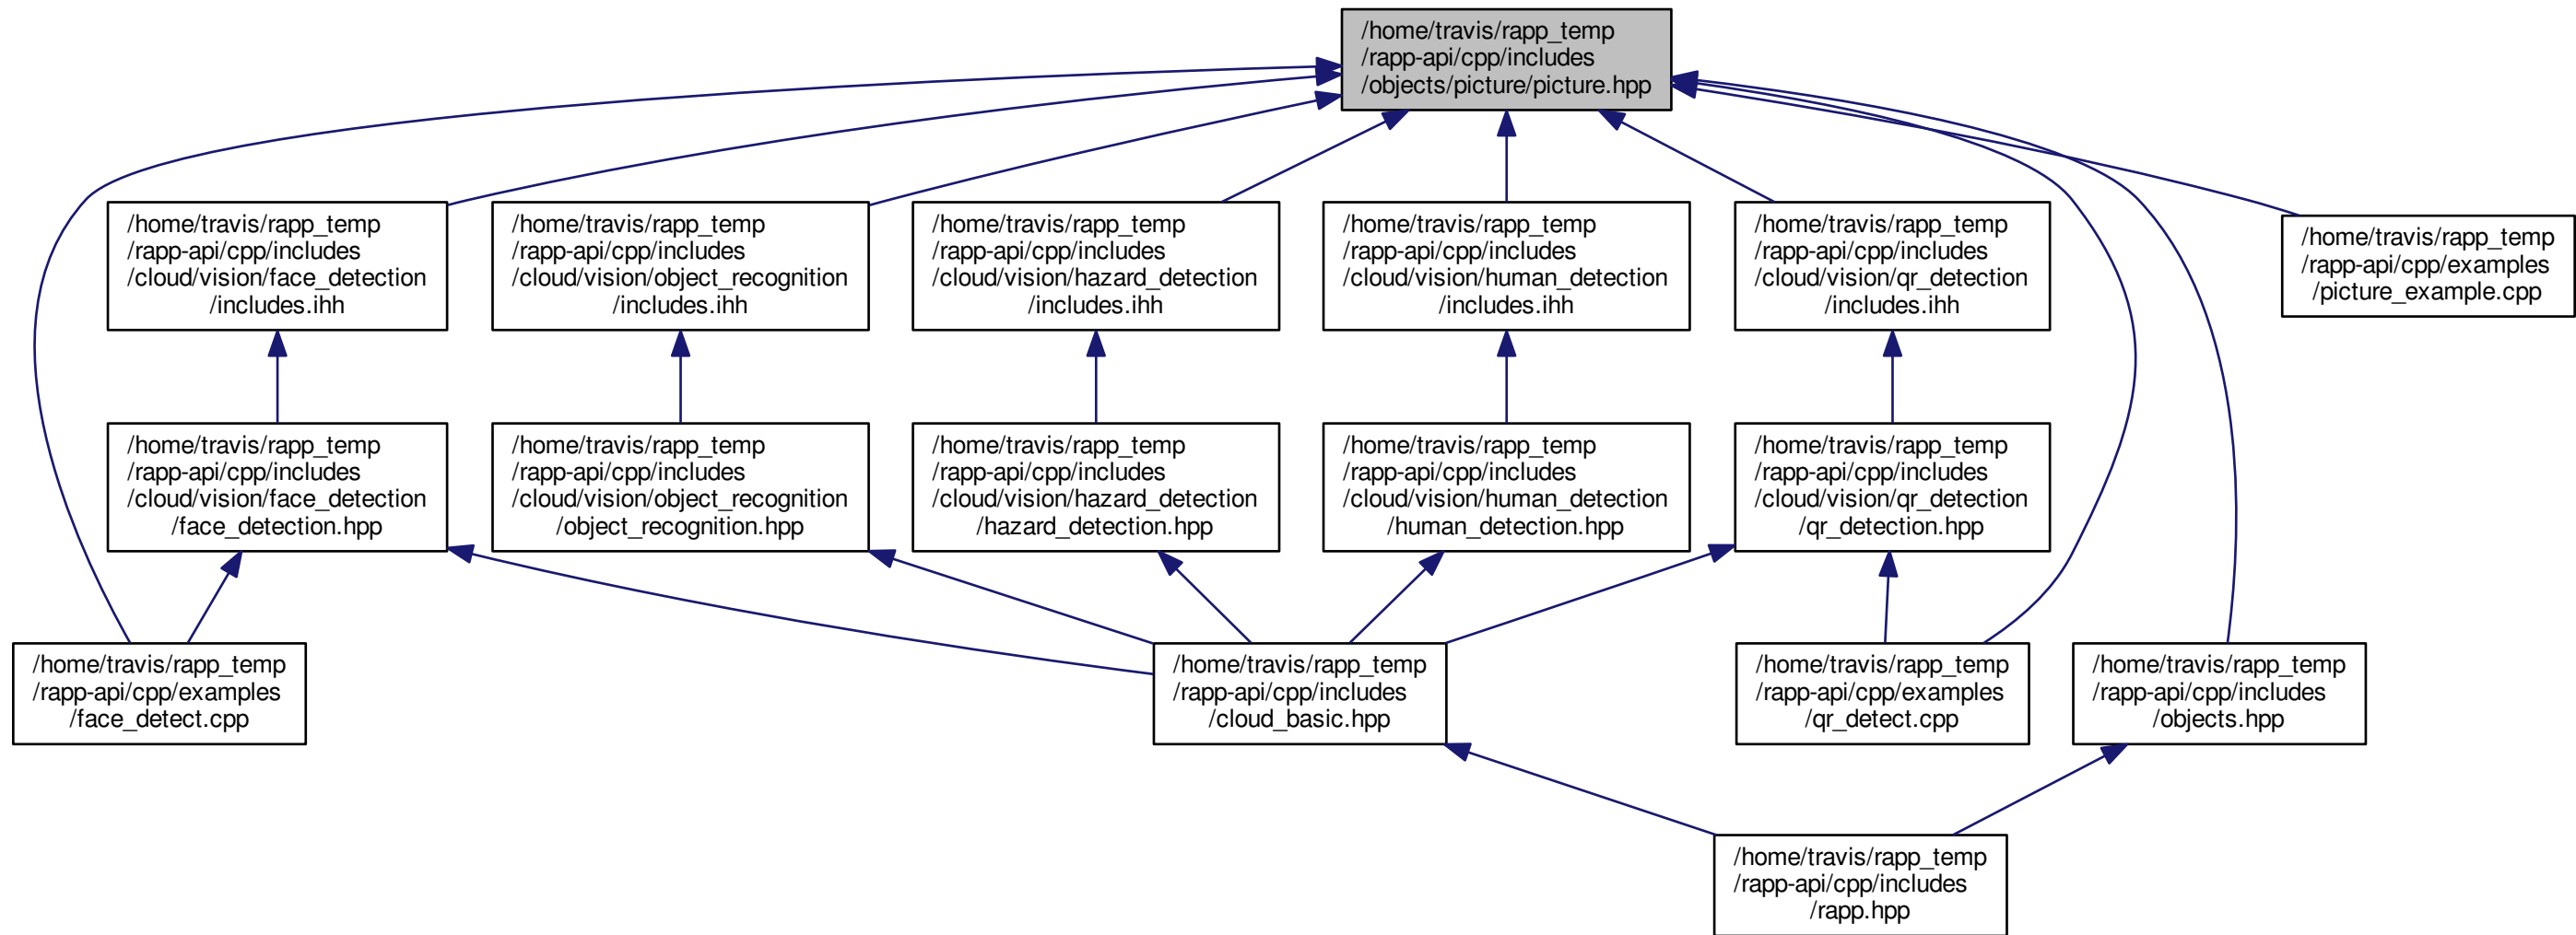 /home/travis/rapp_temp
/rapp-api/cpp/includes
/objects/picture/picture.hpp
/home/travis/rapp_temp
/rapp-api/cpp/includes
/cloud/vision/face_detection
/includes.ihh
/home/travis/rapp_temp
/rapp-api/cpp/includes
/cloud/vision/object_recognition
/includes.ihh
/home/travis/rapp_temp
/rapp-api/cpp/includes
/cloud/vision/hazard_detection
/includes.ihh
/home/travis/rapp_temp
/rapp-api/cpp/includes
/cloud/vision/human_detection
/includes.ihh
/home/travis/rapp_temp
/rapp-api/cpp/includes
/cloud/vision/qr_detection
/includes.ihh
/home/travis/rapp_temp
/rapp-api/cpp/examples
/picture_example.cpp
/home/travis/rapp_temp
/rapp-api/cpp/includes
/cloud/vision/face_detection
/face_detection.hpp
/home/travis/rapp_temp
/rapp-api/cpp/includes
/cloud/vision/object_recognition
/object_recognition.hpp
/home/travis/rapp_temp
/rapp-api/cpp/includes
/cloud/vision/hazard_detection
/hazard_detection.hpp
/home/travis/rapp_temp
/rapp-api/cpp/includes
/cloud/vision/human_detection
/human_detection.hpp
/home/travis/rapp_temp
/rapp-api/cpp/includes
/cloud/vision/qr_detection
/qr_detection.hpp
/home/travis/rapp_temp
/rapp-api/cpp/examples
/face_detect.cpp
/home/travis/rapp_temp
/rapp-api/cpp/includes
/cloud_basic.hpp
/home/travis/rapp_temp
/rapp-api/cpp/examples
/qr_detect.cpp
/home/travis/rapp_temp
/rapp-api/cpp/includes
/objects.hpp
/home/travis/rapp_temp
/rapp-api/cpp/includes
/rapp.hpp